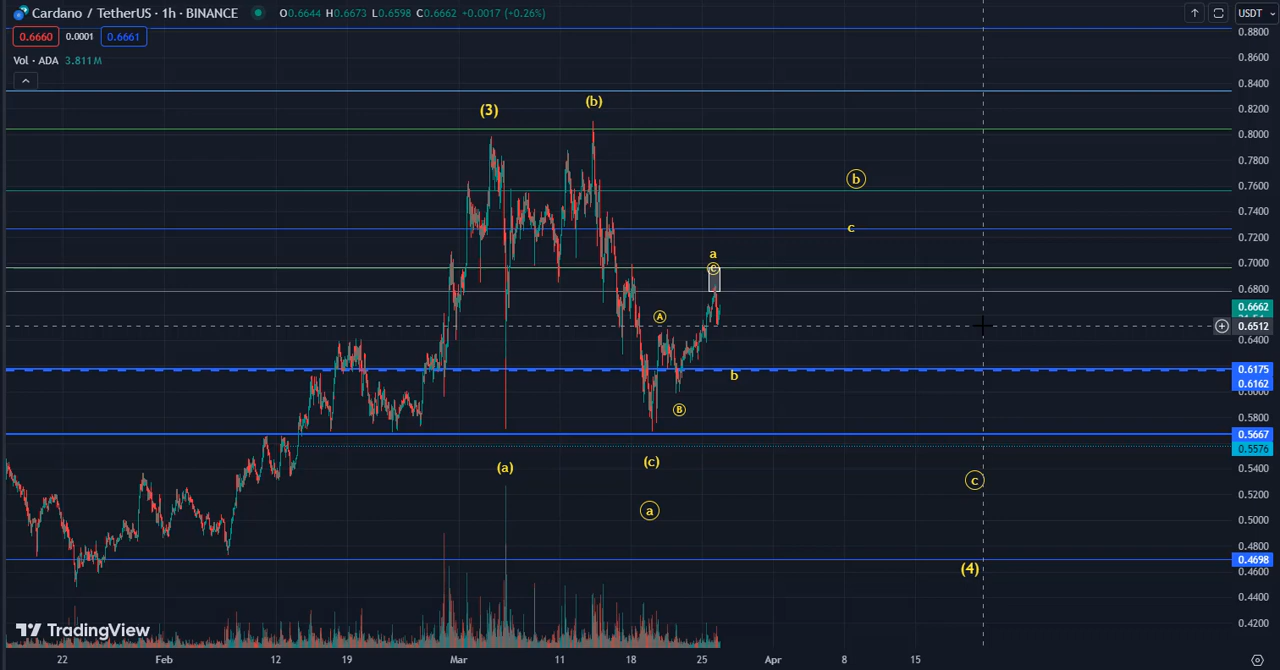 Cardano / TetherUS · 1h · BINANCE O0.6644 H0.6673 L0.6598 C0.6662 +0.0017 (+0.26%) USDT
0.6660 0.0001 0.6661
Vol · ADA 3.811M
0.8800
0.8600
0.8400
0.8200
0.8000
0.7800
0.7600
0.7400
0.7200
0.7000
0.6800
0.6662
0.6512
0.6400
0.6175
0.6162
0.6000
0.5800
0.5667
0.5576
0.5400
0.5200
0.5000
0.4800
0.4698
0.4600
0.4400
0.4200
(3)
(b)
b
c
a
c
A
b
B
(a)
(c)
a
c
(4)
TradingView
22 Feb 12 19 Mar 11 18 25 Apr 8 15